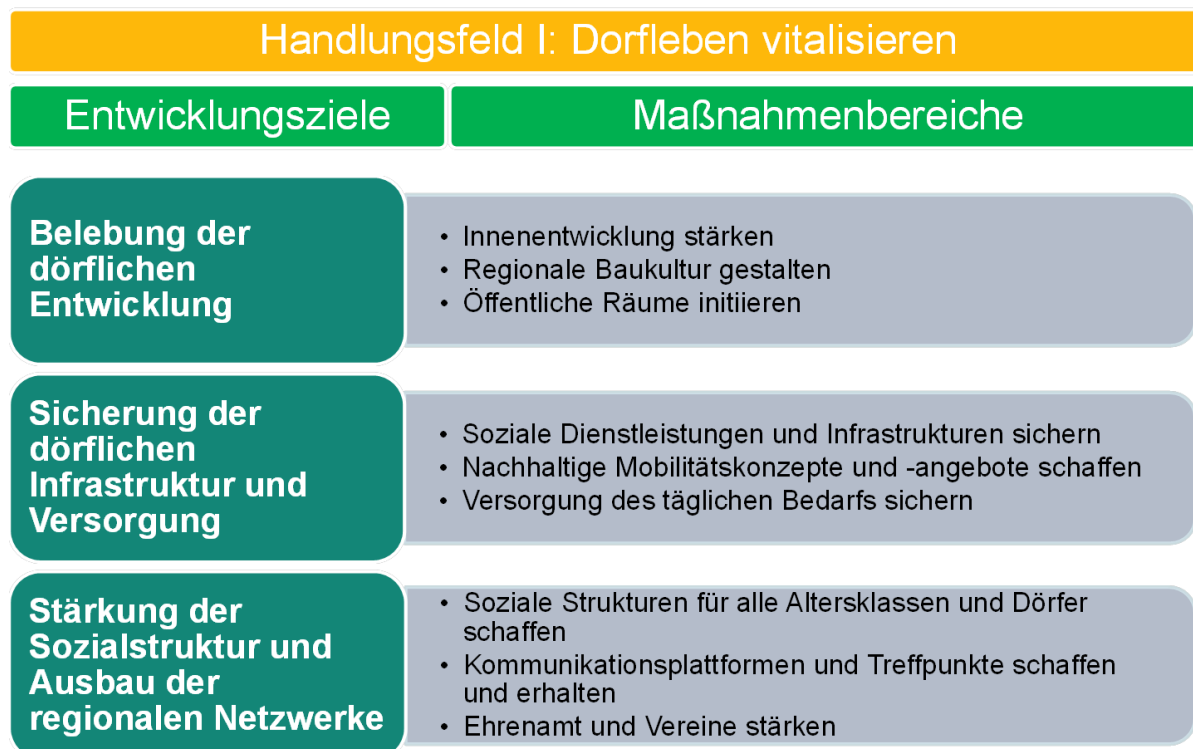 Handlungsfeld I: Dorfleben vitalisieren
Entwicklungsziele
Maßnahmenbereiche
Belebung der
dörflichen
Entwicklung
• Innenentwicklung stärken
• Regionale Baukultur gestalten
• Öffentliche Räume initiieren
Sicherung der
dörflichen
Infrastruktur und
Versorgung
• Soziale Dienstleistungen und Infrastrukturen sichern
• Nachhaltige Mobilitätskonzepte und -angebote schaffen
• Versorgung des täglichen Bedarfs sichern
Stärkung der
Sozialstruktur und
Ausbau der
regionalen Netzwerke
• Soziale Strukturen für alle Altersklassen und Dörfer
schaffen
• Kommunikationsplattformen und Treffpunkte schaffen
und erhalten
• Ehrenamt und Vereine stärken